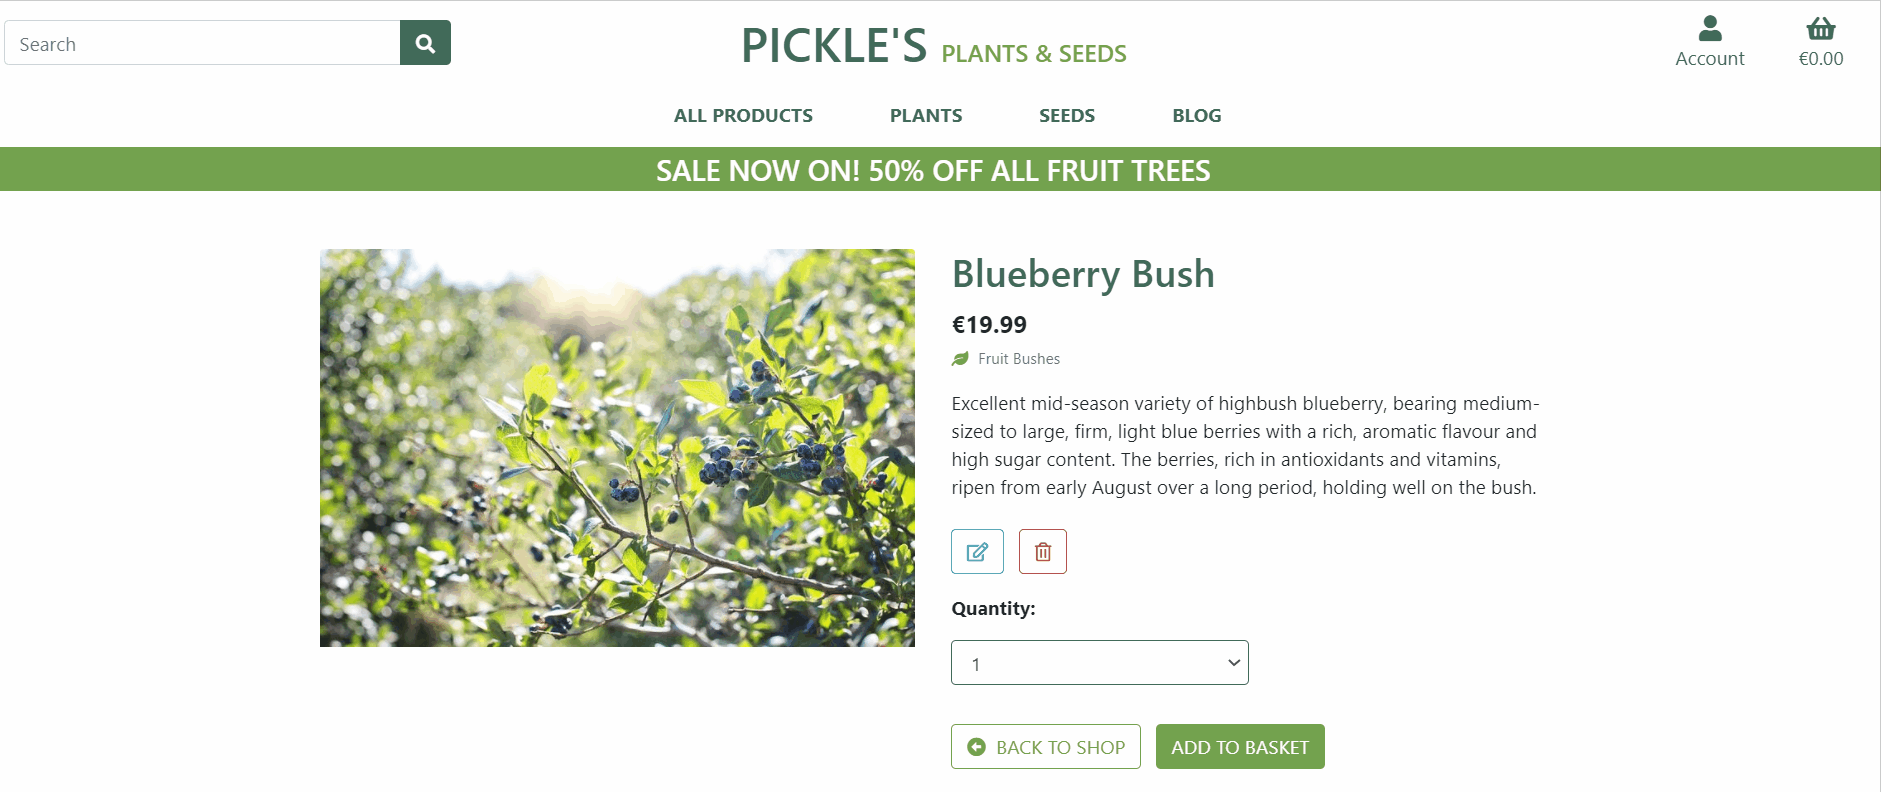 Search
PICKLE'S PLANTS & SEEDS
Account
€0.00
ALL PRODUCTS PLANTS SEEDS BLOG
SALE NOW ON! 50% OFF ALL FRUIT TREES
Blueberry Bush
€19.99
Fruit Bushes
Excellent mid-season variety of highbush blueberry, bearing medium-
sized to large, firm, light blue berries with a rich, aromatic flavour and
high sugar content. The berries, rich in antioxidants and vitamins,
ripen from early August over a long period, holding well on the bush.
Quantity:
1
BACK TO SHOP ADD TO BASKET